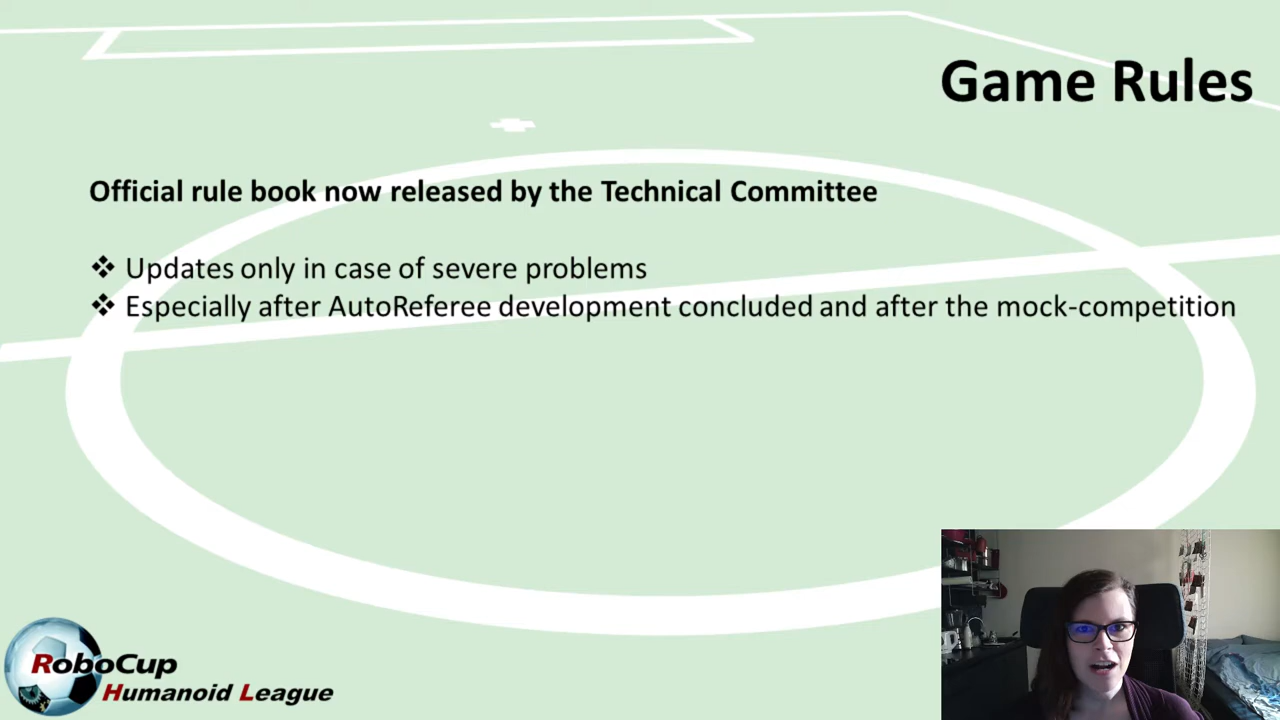 Game Rules
Official rule book now released by the Technical Committee
❖ Updates only in case of severe problems
❖ Especially after AutoReferee development concluded and after the mock-competition
RoboCup
Humanoid League